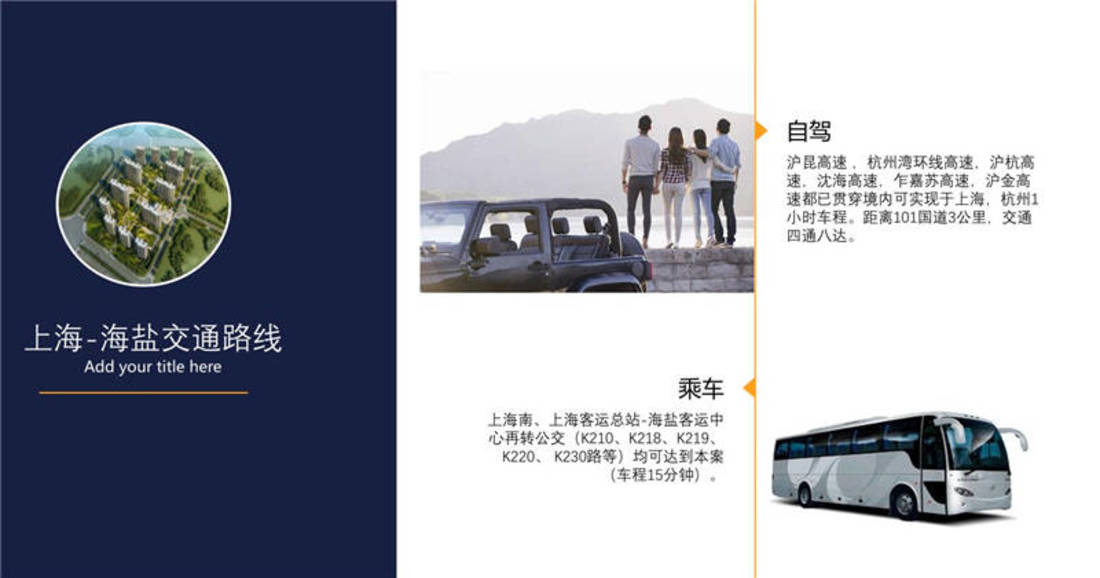 上海-海盐交通路线
Add your title here
自驾
沪昆高速 ，杭州湾环线高速，沪杭高
速，沈海高速，乍嘉苏高速，沪金高
速都已贯穿境内可实现于上海，杭州1
小时车程。距离101国道3公里，交通
四通八达。
乘车
上海南、上海客运总站-海盐客运中
心再转公交（K210、K218、K219、
K220、 K230路等）均可达到本案
（车程15分钟）。